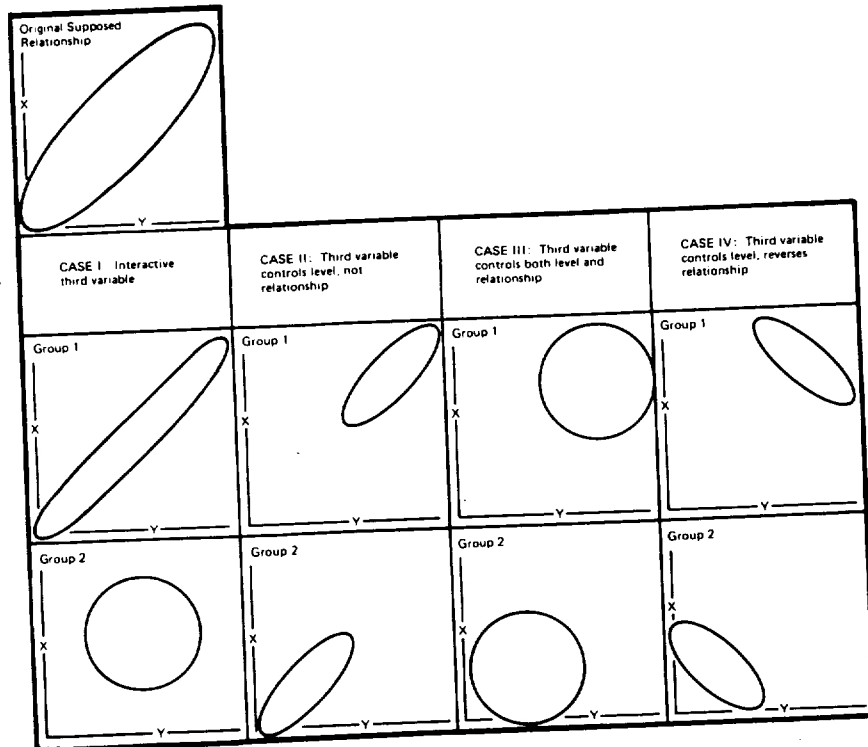 Original Supposed
Relationship
X
Y
CASE I Interactive
third variable
CASE II: Third variable
controls level, not
relationship
CASE III: Third variable
controls both level and
relationship
CASE IV: Third variable
controls level, reverses
relationship
Group 1
X
Y
Group 1
X
Y
Group 1
X
Y
Group 1
X
Y
Group 2
X
Y
Group 2
X
Y
Group 2
X
Y
Group 2
X
Y